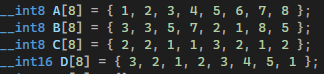 __int8 A[8] = { 1, 2, 3, 4, 5, 6, 7, 8 };
__int8 B[8] = { 3, 3, 5, 7, 2, 1, 8, 5 };
__int8 C[8] = { 2, 2, 1, 1, 3, 2, 1, 2 };
__int16 D[8] = { 3, 2, 1, 2, 3, 4, 5, 1 };